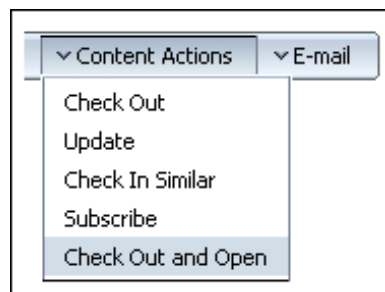 Content Actions E-mail
Check Out
Update
Check In Similar
Subscribe
Check Out and Open